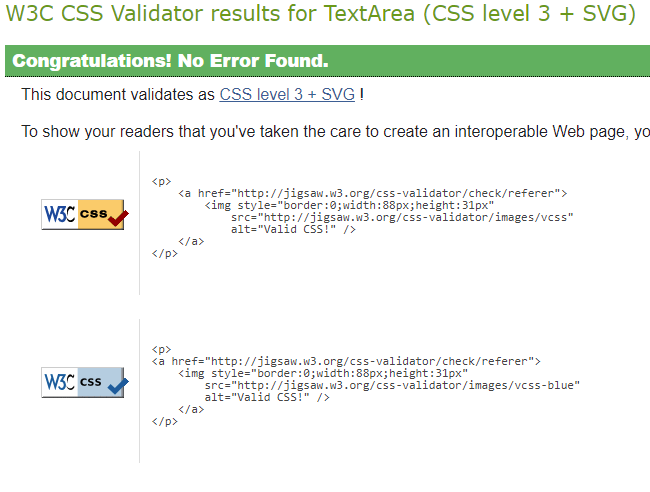 W3C CSS Validator results for TextArea (CSS level 3 + SVG)
Congratulations! No Error Found.
This document validates as CSS level 3 + SVG !
To show your readers that you've taken the care to create an interoperable Web page, yo
W3C css
<p>
<a href="http://jigsaw.w3.org/css-validator/check/referer">
<img style="border:0;width:88px;height:31px"
src="http://jigsaw.w3.org/css-validator/images/vcss"
alt="Valid CSS!" />
</a>
</p>
W3C css
<p>
<a href="http://jigsaw.w3.org/css-validator/check/referer">
<img style="border:0;width:88px;height:31px"
src="http://jigsaw.w3.org/css-validator/images/vcss-blue"
alt="Valid CSS!" />
</a>
</p>